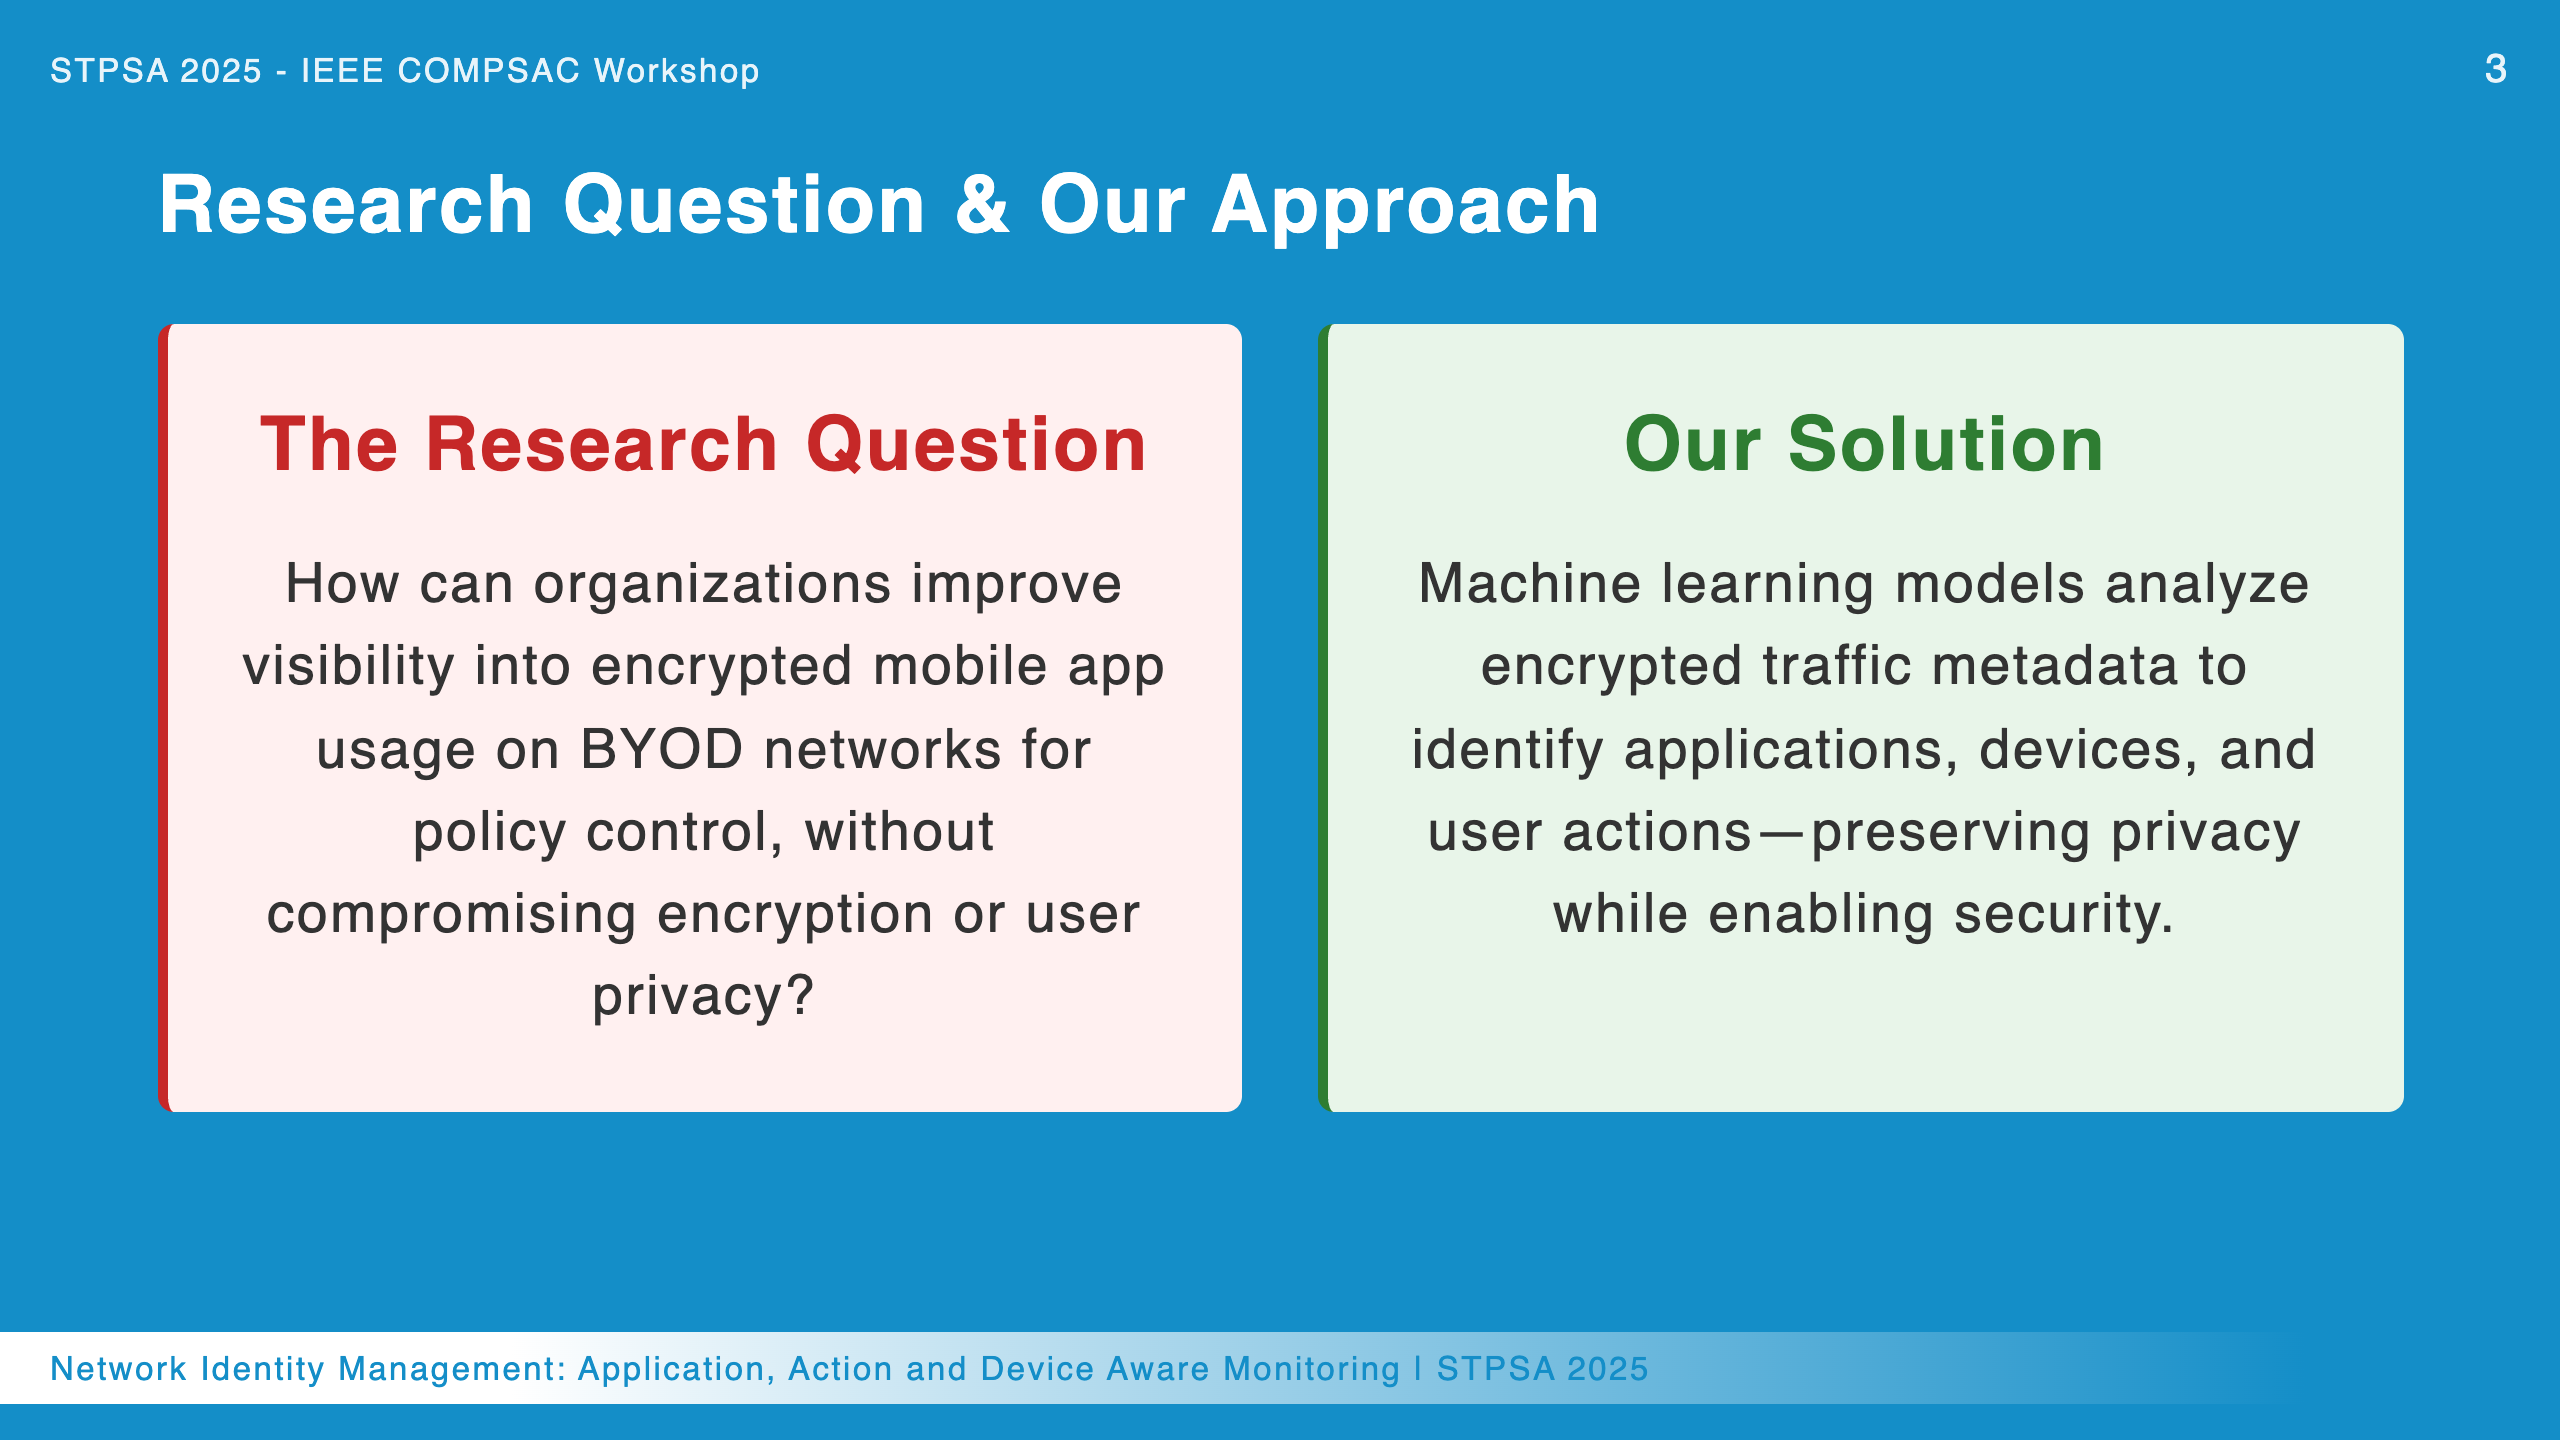 STPSA 2025 - IEEE COMPSAC Workshop
3
Research Question & Our Approach
The Research Question
How can organizations improve
visibility into encrypted mobile app
usage on BYOD networks for
policy control, without
compromising encryption or user
privacy?
Our Solution
Machine learning models analyze
encrypted traffic metadata to
identify applications, devices, and
user actions—preserving privacy
while enabling security.
Network Identity Management: Application, Action and Device Aware Monitoring | STPSA 2025